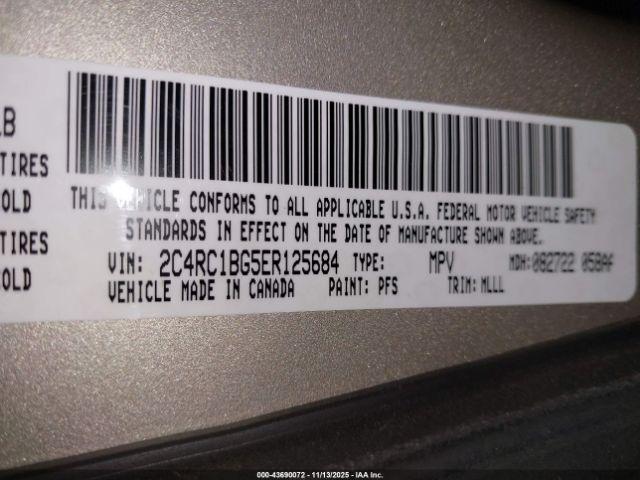 LB
TIRES
OLD
TIRES
OLD
THIS VEHICLE CONFORMS TO ALL APPLICABLE U.S.A. FEDERAL MOTOR VEHICLE SAFETY
STANDARDS IN EFFECT ON THE DATE OF MANUFACTURE SHOWN ABOVE.
VIN: 2C4RC1BG5ER125684 TYPE: MPV MDH: 082722 058AF
VEHICLE MADE IN CANADA PAINT: PFS TRIM: MLLL
000-43690072 - 11/13/2025 - IAA Inc.